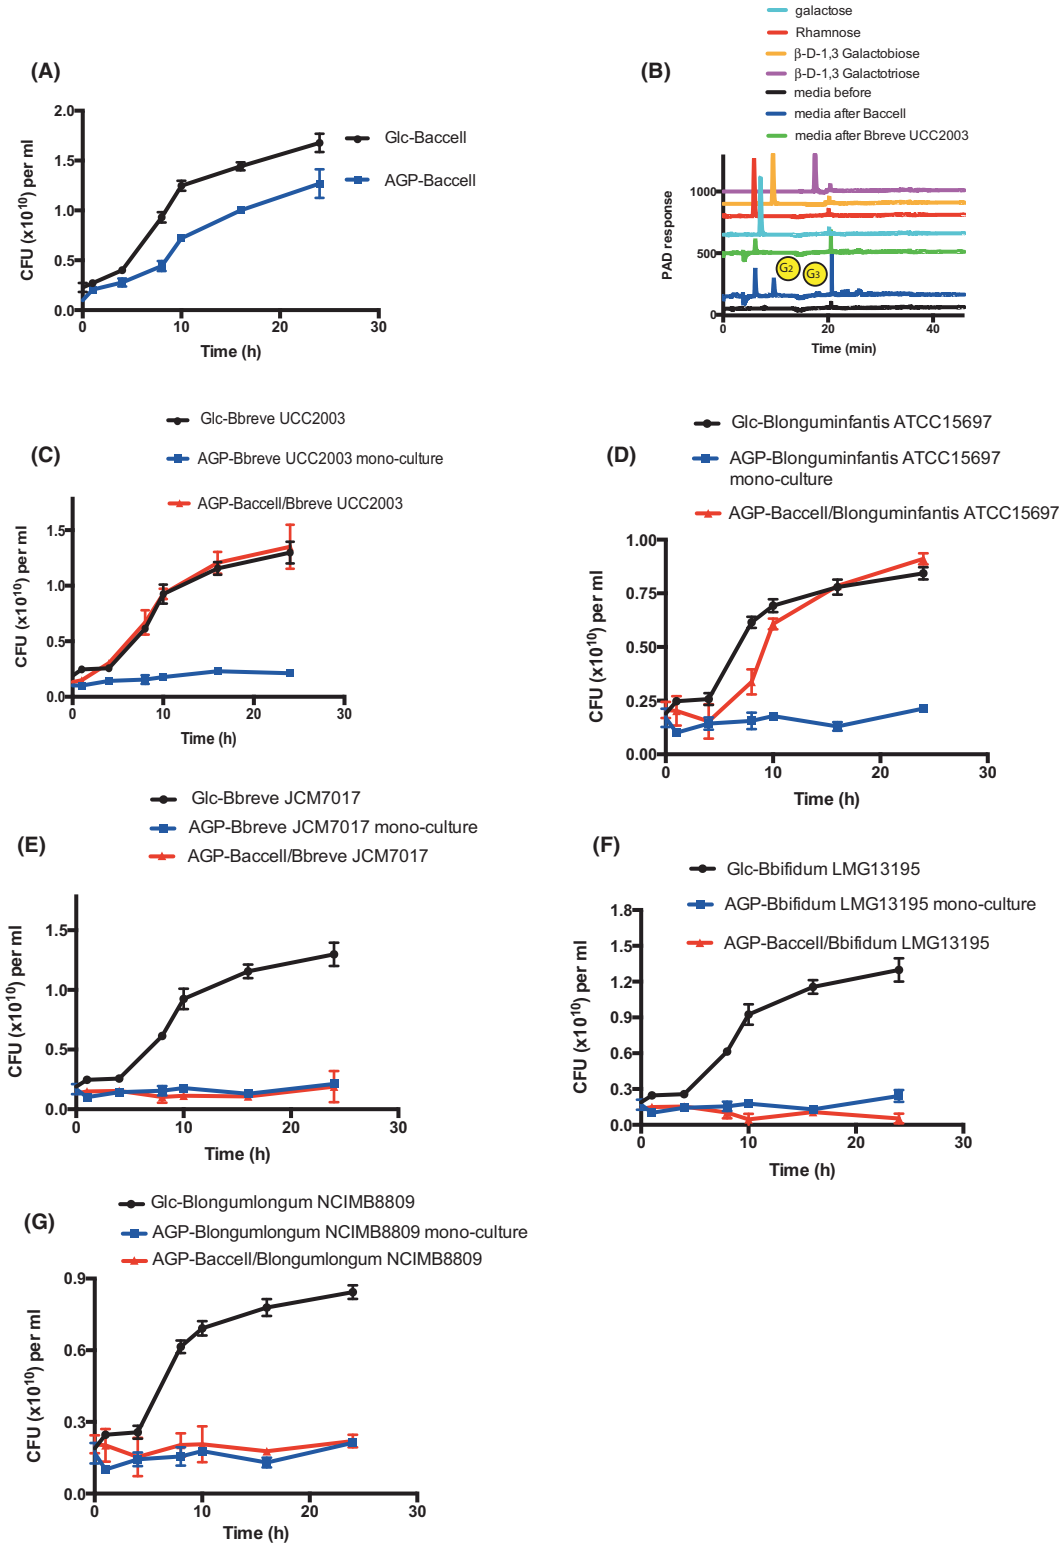 (A)
2.0
1.5
1.0
0.5
0.0
0
10
20
30
CFU (x10¹⁰) per ml
Time (h)
Glc-Baccell
AGP-Baccell
(B)
galactose
Rhamnose
β-D-1,3 Galactobiose
β-D-1,3 Galactotriose
media before
media after Baccell
media after Bbreve UCC2003
PAD response
1000
500
0
G2
G3
0
20
40
Time (min)
(C)
Glc-Bbreve UCC2003
AGP-Bbreve UCC2003 mono-culture
AGP-Baccell/Bbreve UCC2003
CFU (x10¹⁰) per ml
1.5
1.0
0.5
0.0
0
10
20
30
Time (h)
(D)
Glc-Blonguminfantis ATCC15697
AGP-Blonguminfantis ATCC15697
mono-culture
AGP-Baccell/Blonguminfantis ATCC15697
CFU (x10¹⁰) per ml
1.00
0.75
0.50
0.25
0.00
0
10
20
30
Time (h)
(E)
Glc-Bbreve JCM7017
AGP-Bbreve JCM7017 mono-culture
AGP-Baccell/Bbreve JCM7017
CFU (x10¹⁰) per ml
1.5
1.0
0.5
0.0
0
10
20
30
Time (h)
(F)
Glc-Bbifidum LMG13195
AGP-Bbifidum LMG13195 mono-culture
AGP-Baccell/Bbifidum LMG13195
CFU (x10¹⁰) per ml
1.8
1.5
1.2
0.9
0.6
0.3
0.0
0
10
20
30
Time (h)
(G)
Glc-Blongumlongum NCIMB8809
AGP-Blongumlongum NCIMB8809 mono-culture
AGP-Baccell/Blongumlongum NCIMB8809
CFU (x10¹⁰) per ml
0.9
0.6
0.3
0.0
0
10
20
30
Time (h)